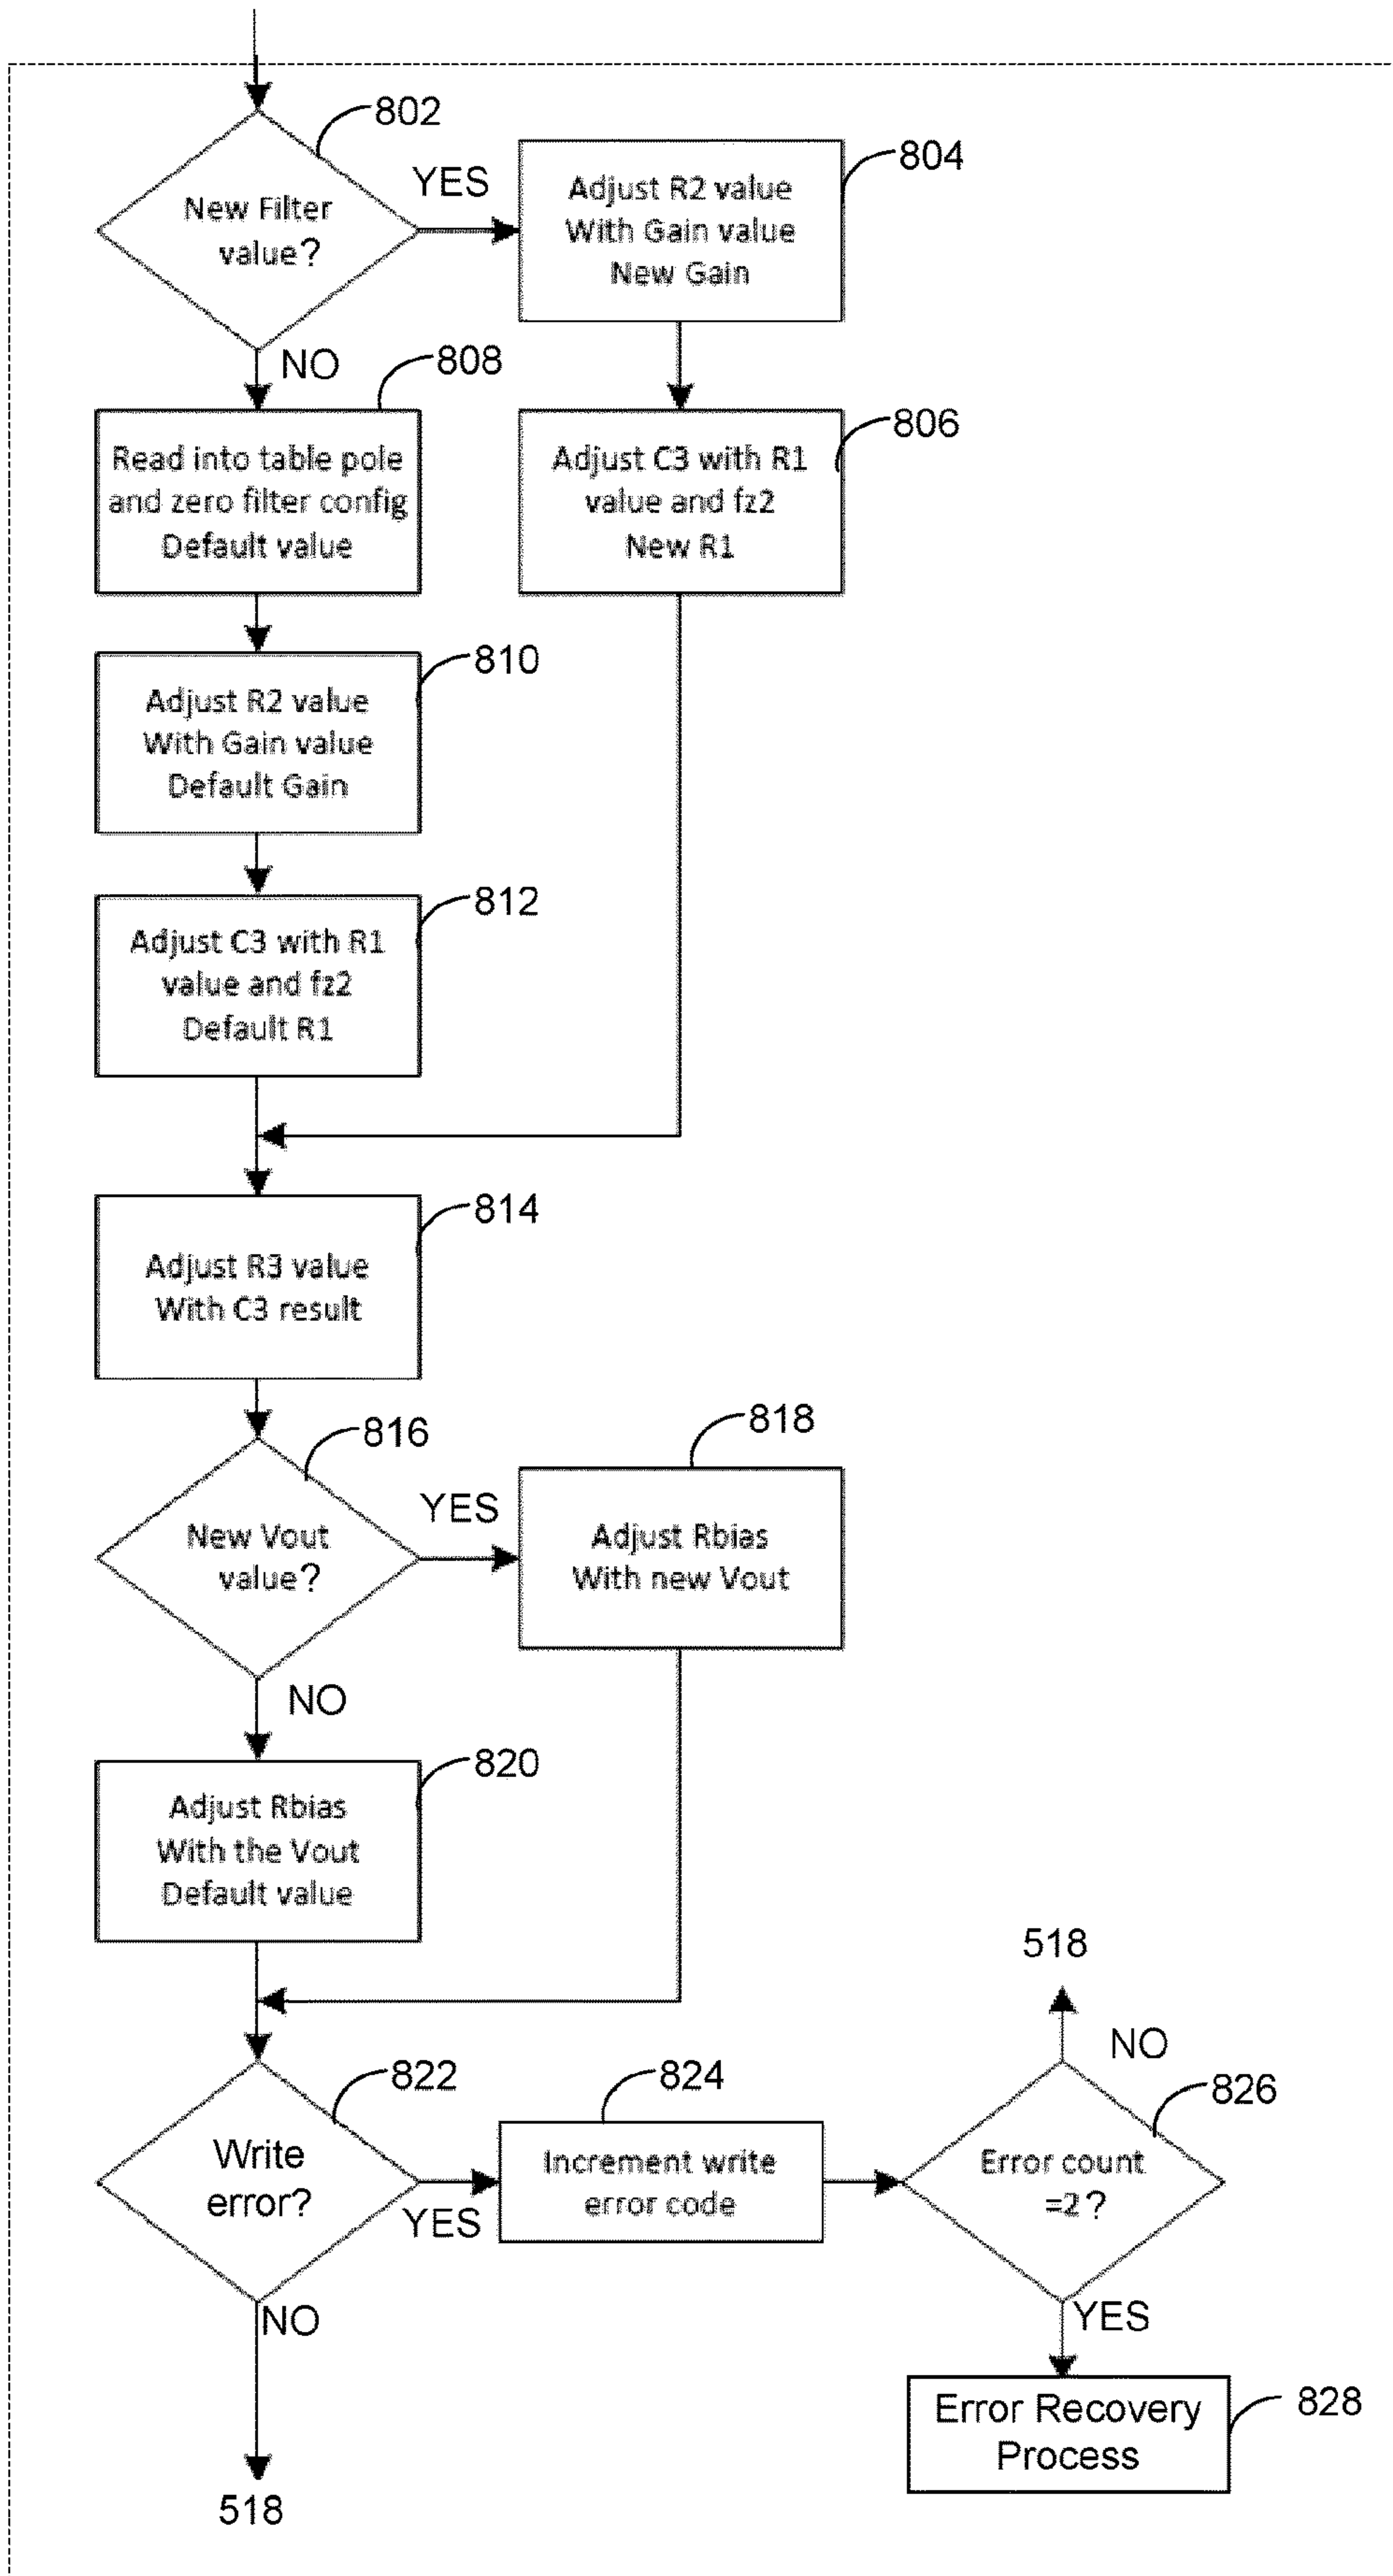 802
New Filter
value?
YES
804
Adjust R2 value
With Gain value
New Gain
NO
808
Read into table pole
and zero filter config
Default value
806
Adjust C3 with R1
value and fz2
New R1
810
Adjust R2 value
With Gain value
Default Gain
812
Adjust C3 with R1
value and fz2
Default R1
814
Adjust R3 value
With C3 result
816
New Vout
value?
YES
818
Adjust Rbias
With new Vout
NO
820
Adjust Rbias
With the Vout
Default value
822
Write
error?
YES
824
Increment write
error code
518
NO
826
Error count
=2?
NO
518
YES
828
Error Recovery
Process